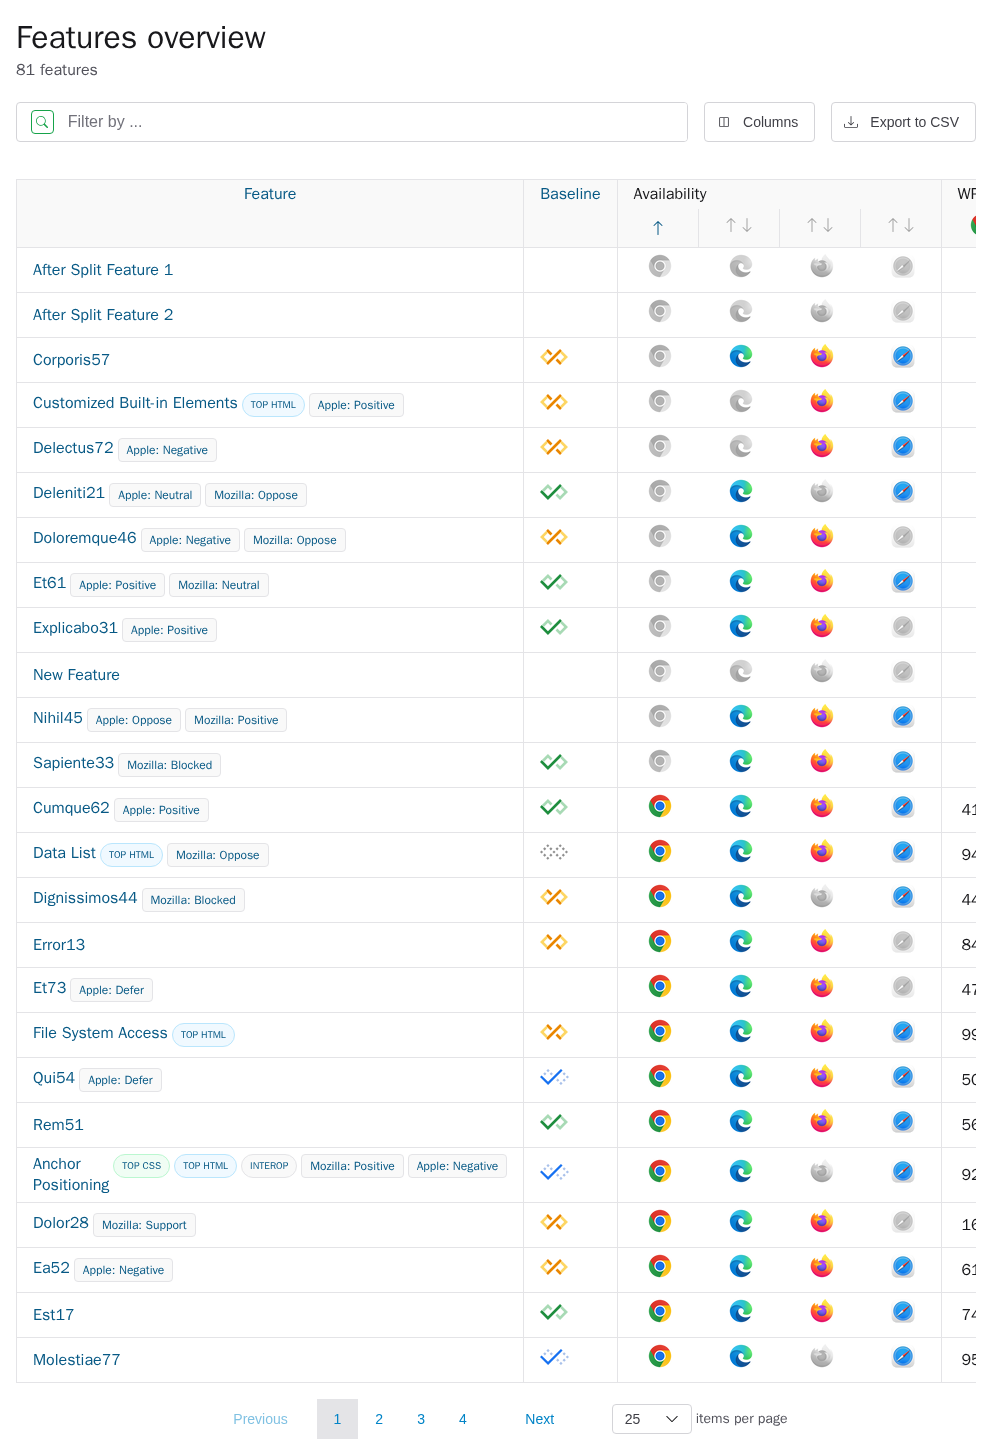 Features overview
81 features
Filter by ...
Columns
Export to CSV
Feature Baseline Availability
After Split Feature 1
After Split Feature 2
Corporis57
Customized Built-in Elements TOP HTML Apple: Positive
Delectus72 Apple: Negative
Deleniti21 Apple: Neutral Mozilla: Oppose
Doloremque46 Apple: Negative Mozilla: Oppose
Et61 Apple: Positive Mozilla: Neutral
Explicabo31 Apple: Positive
New Feature
Nihil45 Apple: Oppose Mozilla: Positive
Sapiente33 Mozilla: Blocked
Cumque62 Apple: Positive 41
Data List TOP HTML Mozilla: Oppose 94
Dignissimos44 Mozilla: Blocked 44
Error13 84
Et73 Apple: Defer 47
File System Access TOP HTML 99
Qui54 Apple: Defer 50
Rem51 56
Anchor TOP CSS TOP HTML INTEROP Mozilla: Positive Apple: Negative 92
Positioning
Dolor28 Mozilla: Support 16
Ea52 Apple: Negative 61
Est17 74
Molestiae77 95
Previous 1 2 3 4 Next 25 items per page